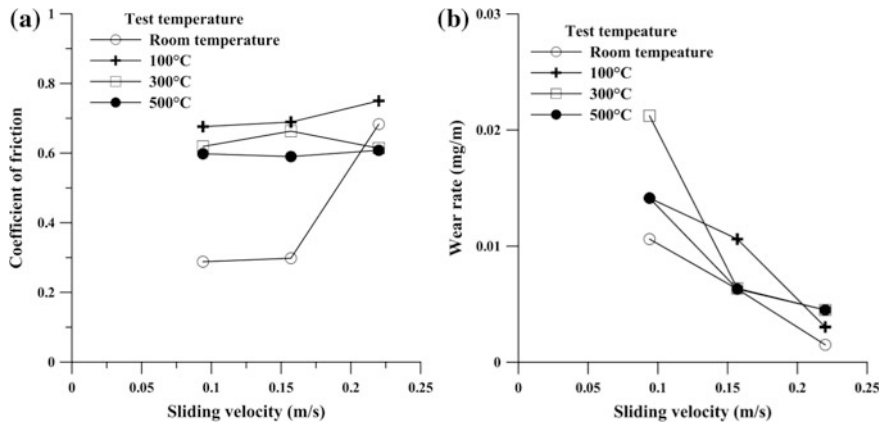 (a)
Test temperature
Room temperature
100°C
300°C
500°C
1
0.8
0.6
0.4
0.2
0
Coefficient of friction
0
0.05
0.1
0.15
0.2
0.25
Sliding velocity (m/s)
(b)
Test tempeature
Room tempeature
100°C
300°C
500°C
0.03
0.02
0.01
0
Wear rate (mg/m)
0
0.05
0.1
0.15
0.2
0.25
Sliding velocity (m/s)